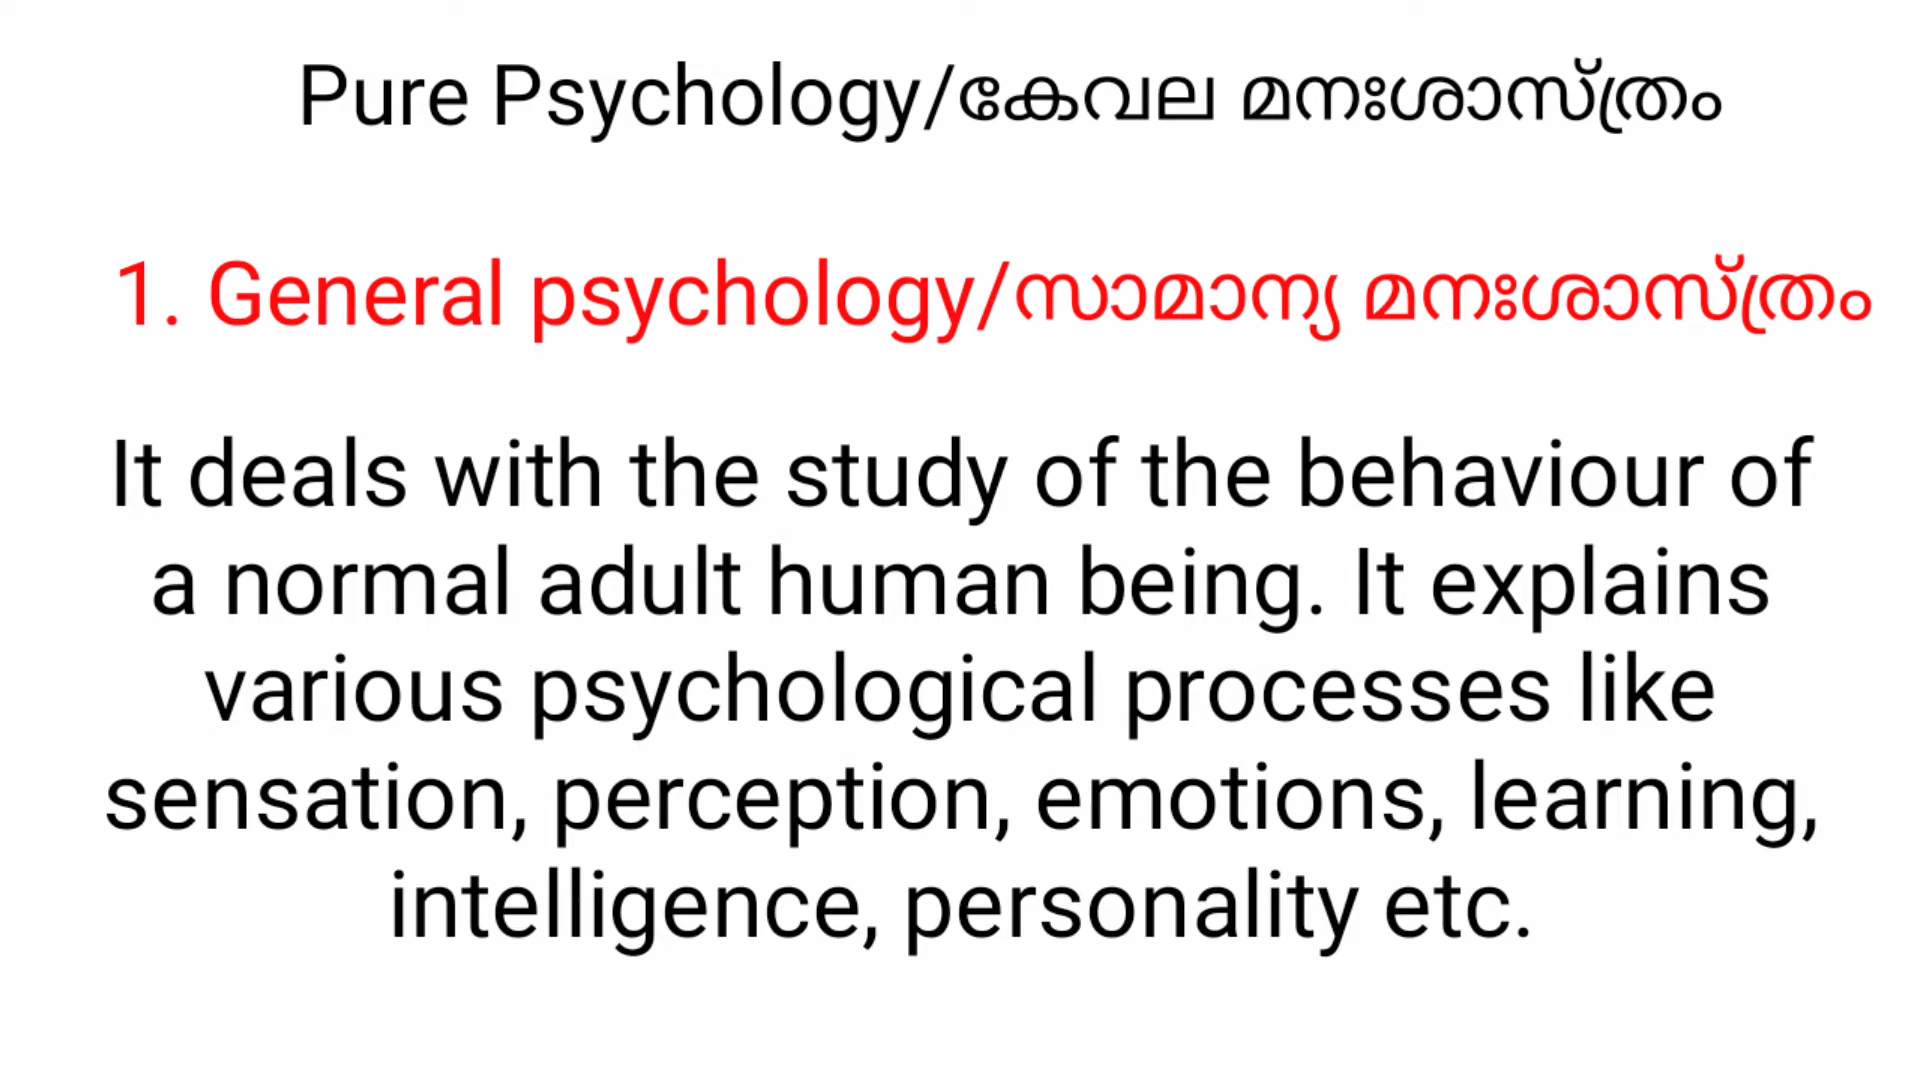 Pure Psychology/കേവല മനഃശാസ്ത്രം
1. General psychology/സാമാന്യ മനഃശാസ്ത്രം
It deals with the study of the behaviour of
a normal adult human being. It explains
various psychological processes like
sensation, perception, emotions, learning,
intelligence, personality etc.